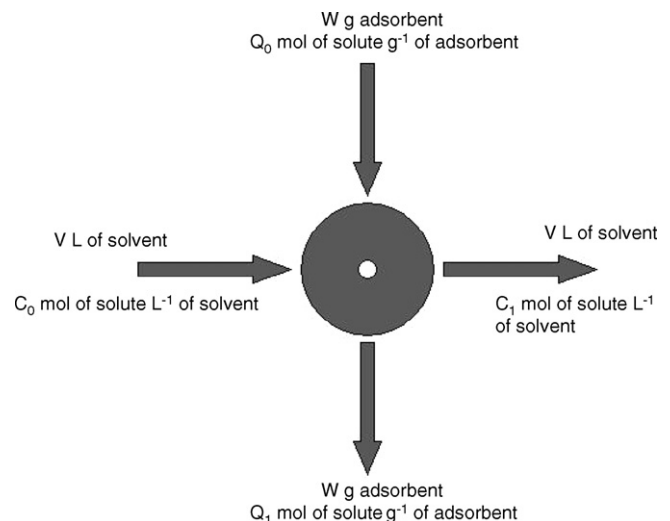 W g adsorbent
Q₀ mol of solute g⁻¹ of adsorbent
V L of solvent
C₀ mol of solute L⁻¹ of solvent
V L of solvent
C₁ mol of solute L⁻¹
of solvent
W g adsorbent
Q₁ mol of solute g⁻¹ of adsorbent